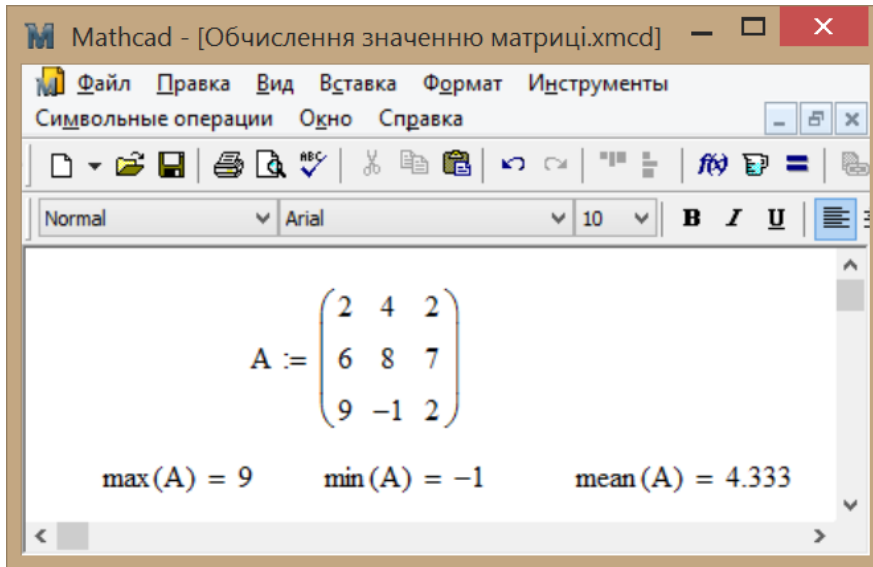 Mathcad - [Обчислення значенню матриці.xmcd]
Файл Правка Вид Вставка Формат Инструменты
Символьные операции Окно Справка
ABC f(x)
Normal Arial 10 B I U
2 4 2
A := 6 8 7
9 −1 2
max(A) = 9 min(A) = −1 mean(A) = 4.333